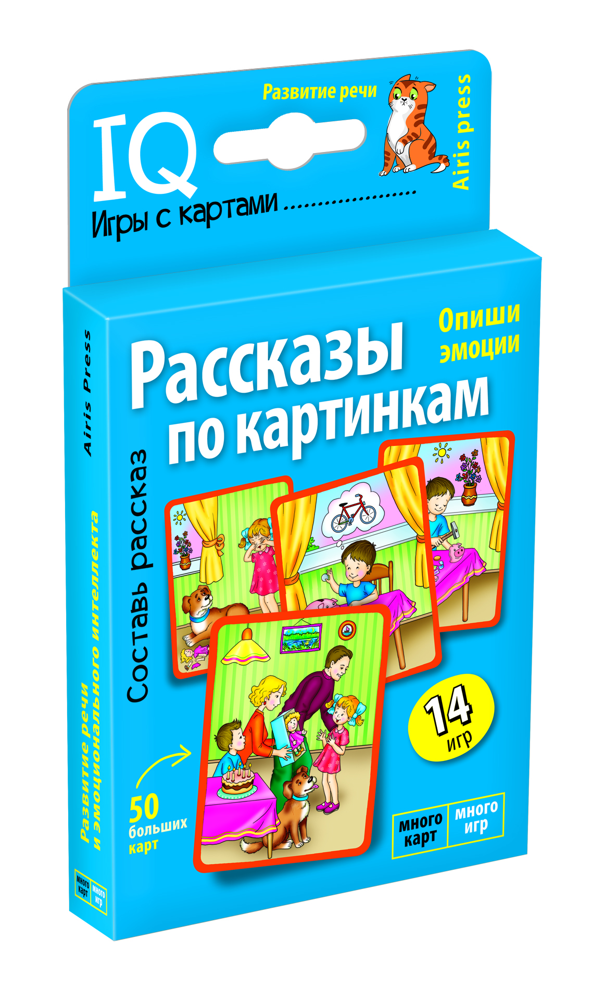 Развитие речи
Airis press
IQ
Игры с картами ....................
Рассказы
по картинкам
Опиши
эмоции
Составь рассказ
50
больших
карт
14
игр
много
карт
много
игр
Airis Press
Развитие речи
и эмоционального интеллекта
много
карт
много
игр